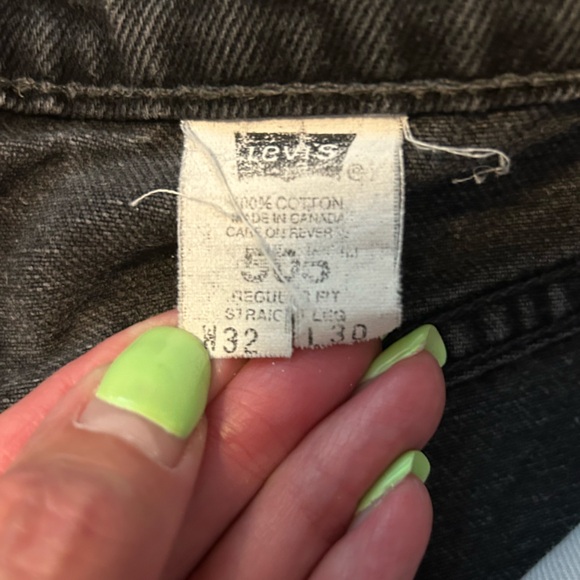 Levi's ®
100% COTTON
MADE IN CANADA
CARE ON REVERSE
505
REGULAR FIT
STRAIGHT LEG
W32 L30